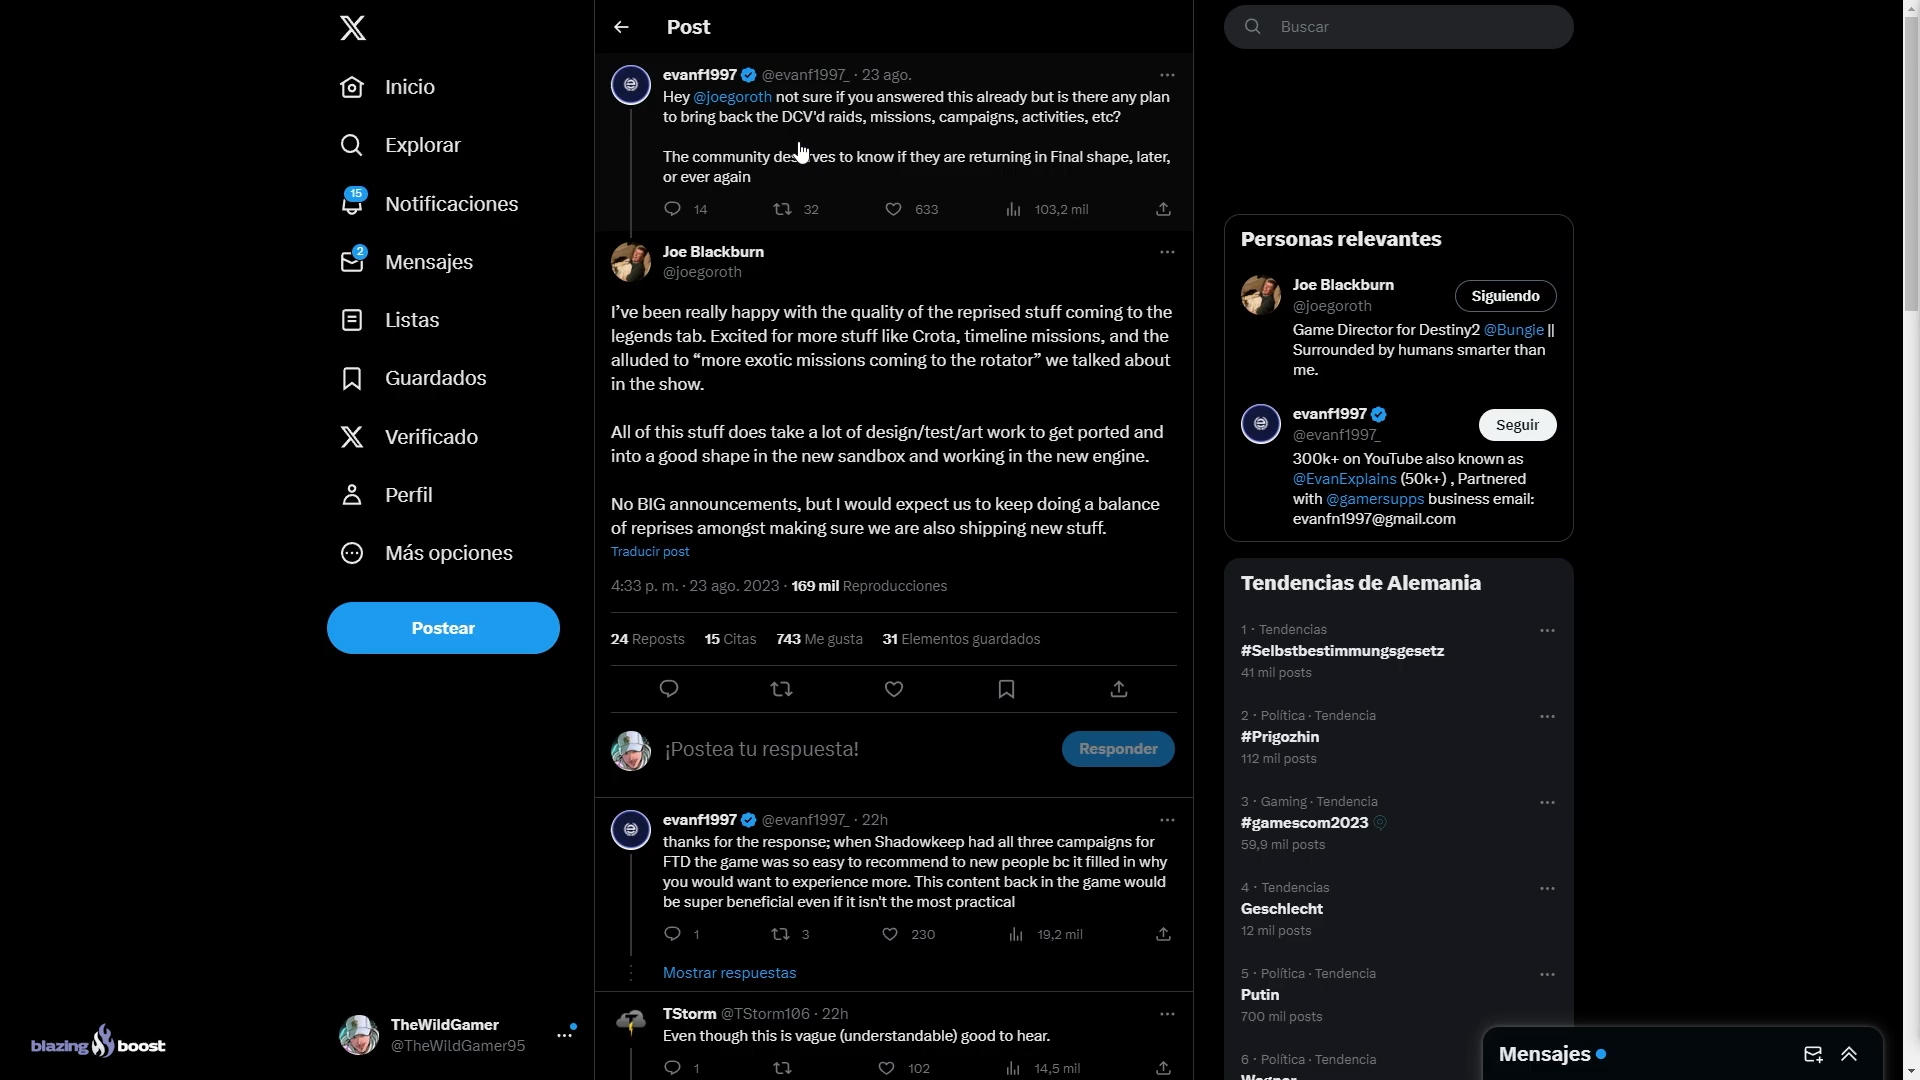 Inicio
Explorar
15
Notificaciones
2
Mensajes
Listas
Guardados
Verificado
Perfil
Más opciones
Postear
TheWildGamer
@TheWildGamer95
blazing boost
Post
evanf1997 @evanf1997_ · 23 ago.
Hey @joegoroth not sure if you answered this already but is there any plan
to bring back the DCV'd raids, missions, campaigns, activities, etc?
The community deserves to know if they are returning in Final shape, later,
or ever again
14 32 633 103,2 mil
Joe Blackburn
@joegoroth
I’ve been really happy with the quality of the reprised stuff coming to the
legends tab. Excited for more stuff like Crota, timeline missions, and the
alluded to “more exotic missions coming to the rotator” we talked about
in the show.
All of this stuff does take a lot of design/test/art work to get ported and
into a good shape in the new sandbox and working in the new engine.
No BIG announcements, but I would expect us to keep doing a balance
of reprises amongst making sure we are also shipping new stuff.
Traducir post
4:33 p. m. · 23 ago. 2023 · 169 mil Reproducciones
24 Reposts 15 Citas 743 Me gusta 31 Elementos guardados
¡Postea tu respuesta!
Responder
evanf1997 @evanf1997_ · 22h
thanks for the response; when Shadowkeep had all three campaigns for
FTD the game was so easy to recommend to new people bc it filled in why
you would want to experience more. This content back in the game would
be super beneficial even if it isn't the most practical
1 3 230 19,2 mil
Mostrar respuestas
TStorm @TStorm106 · 22h
Even though this is vague (understandable) good to hear.
1 102 14,5 mil
Buscar
Personas relevantes
Joe Blackburn
@joegoroth
Siguiendo
Game Director for Destiny2 @Bungie ||
Surrounded by humans smarter than
me.
evanf1997
@evanf1997_
Seguir
300k+ on YouTube also known as
@EvanExplains (50k+) , Partnered
with @gamersupps business email:
evanfn1997@gmail.com
Tendencias de Alemania
1 · Tendencias
#Selbstbestimmungsgesetz
41 mil posts
2 · Política · Tendencia
#Prigozhin
112 mil posts
3 · Gaming · Tendencia
#gamescom2023
59,9 mil posts
4 · Tendencias
Geschlecht
12 mil posts
5 · Política · Tendencia
Putin
700 mil posts
6 · Política · Tendencia
Mensajes